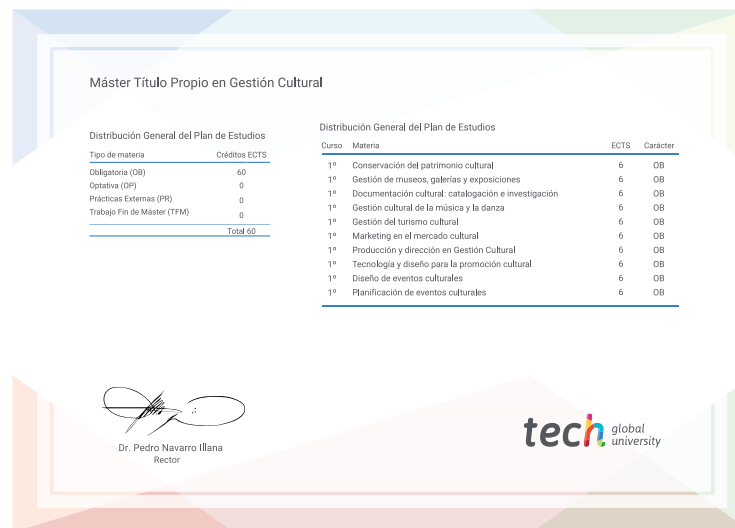 Máster Título Propio en Gestión Cultural
Distribución General del Plan de Estudios
Tipo de materia Créditos ECTS
Obligatoria (OB) 60
Optativa (OP) 0
Prácticas Externas (PR) 0
Trabajo Fin de Máster (TFM) 0
Total 60
Distribución General del Plan de Estudios
Curso Materia ECTS Carácter
1º Conservación del patrimonio cultural 6 OB
1º Gestión de museos, galerías y exposiciones 6 OB
1º Documentación cultural: catalogación e investigación 6 OB
1º Gestión cultural de la música y la danza 6 OB
1º Gestión del turismo cultural 6 OB
1º Marketing en el mercado cultural 6 OB
1º Producción y dirección en Gestión Cultural 6 OB
1º Tecnología y diseño para la promoción cultural 6 OB
1º Diseño de eventos culturales 6 OB
1º Planificación de eventos culturales 6 OB
Dr. Pedro Navarro Illana
Rector
tech global
university